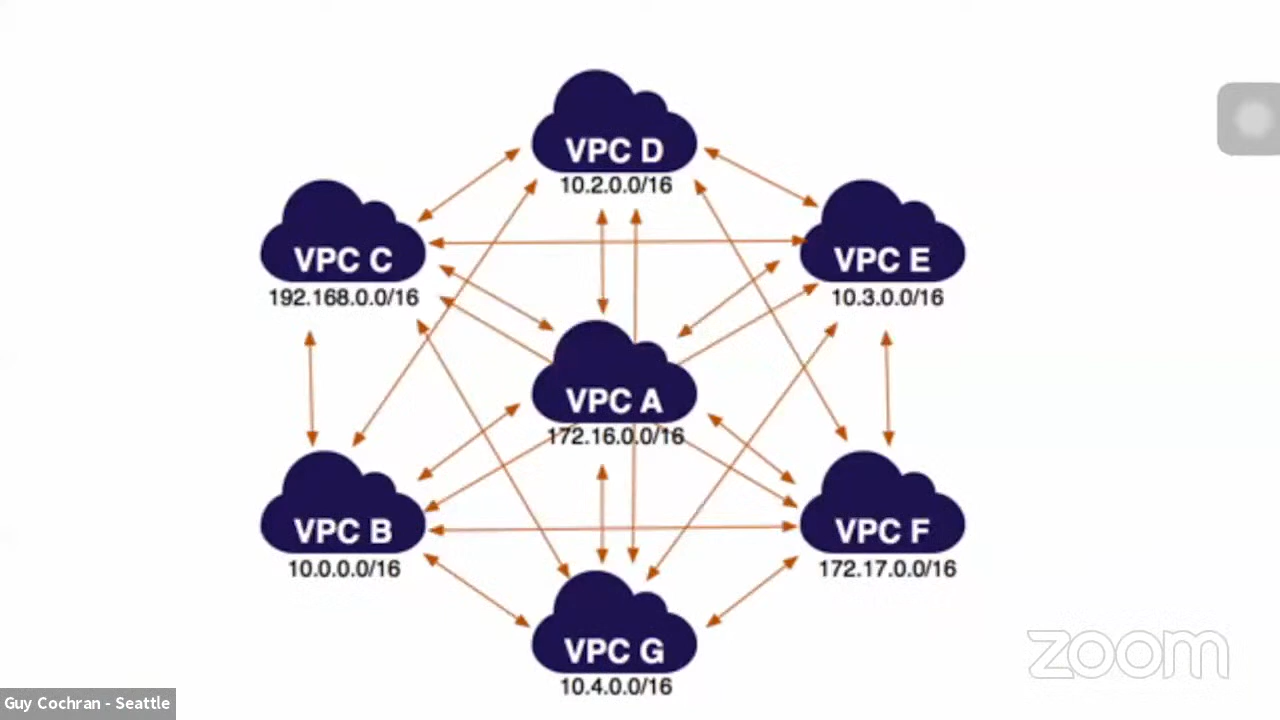 VPC D
10.2.0.0/16
VPC C
192.168.0.0/16
VPC E
10.3.0.0/16
VPC A
172.16.0.0/16
VPC B
10.0.0.0/16
VPC F
172.17.0.0/16
VPC G
10.4.0.0/16
zoom
Guy Cochran - Seattle